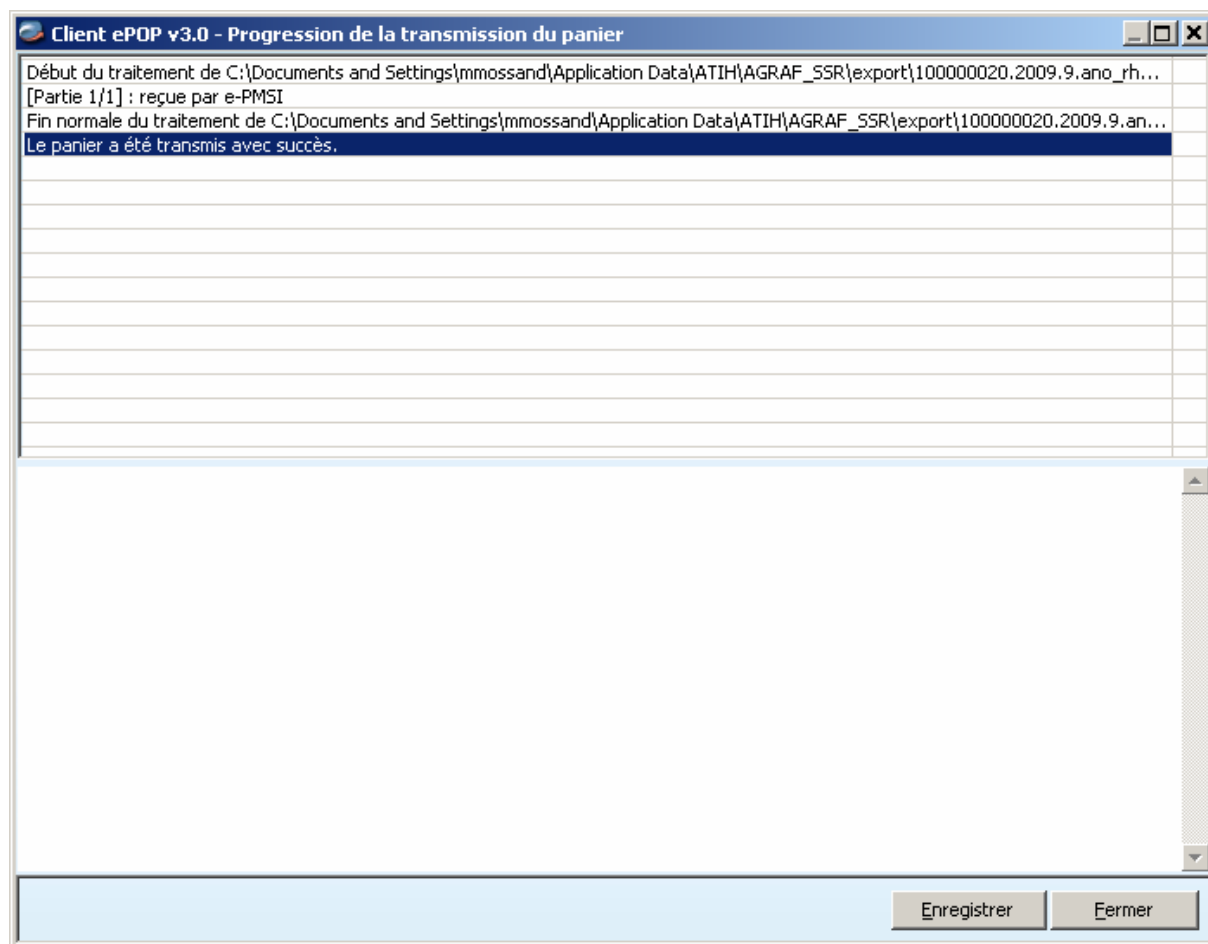 Client ePOP v3.0 - Progression de la transmission du panier
Début du traitement de C:\Documents and Settings\mmossand\Application Data\ATIH\AGRAF_SSR\export\100000020.2009.9.ano_rh...
[Partie 1/1] : reçue par e-PMSI
Fin normale du traitement de C:\Documents and Settings\mmossand\Application Data\ATIH\AGRAF_SSR\export\100000020.2009.9.an...
Le panier a été transmis avec succès.
Enregistrer
Fermer